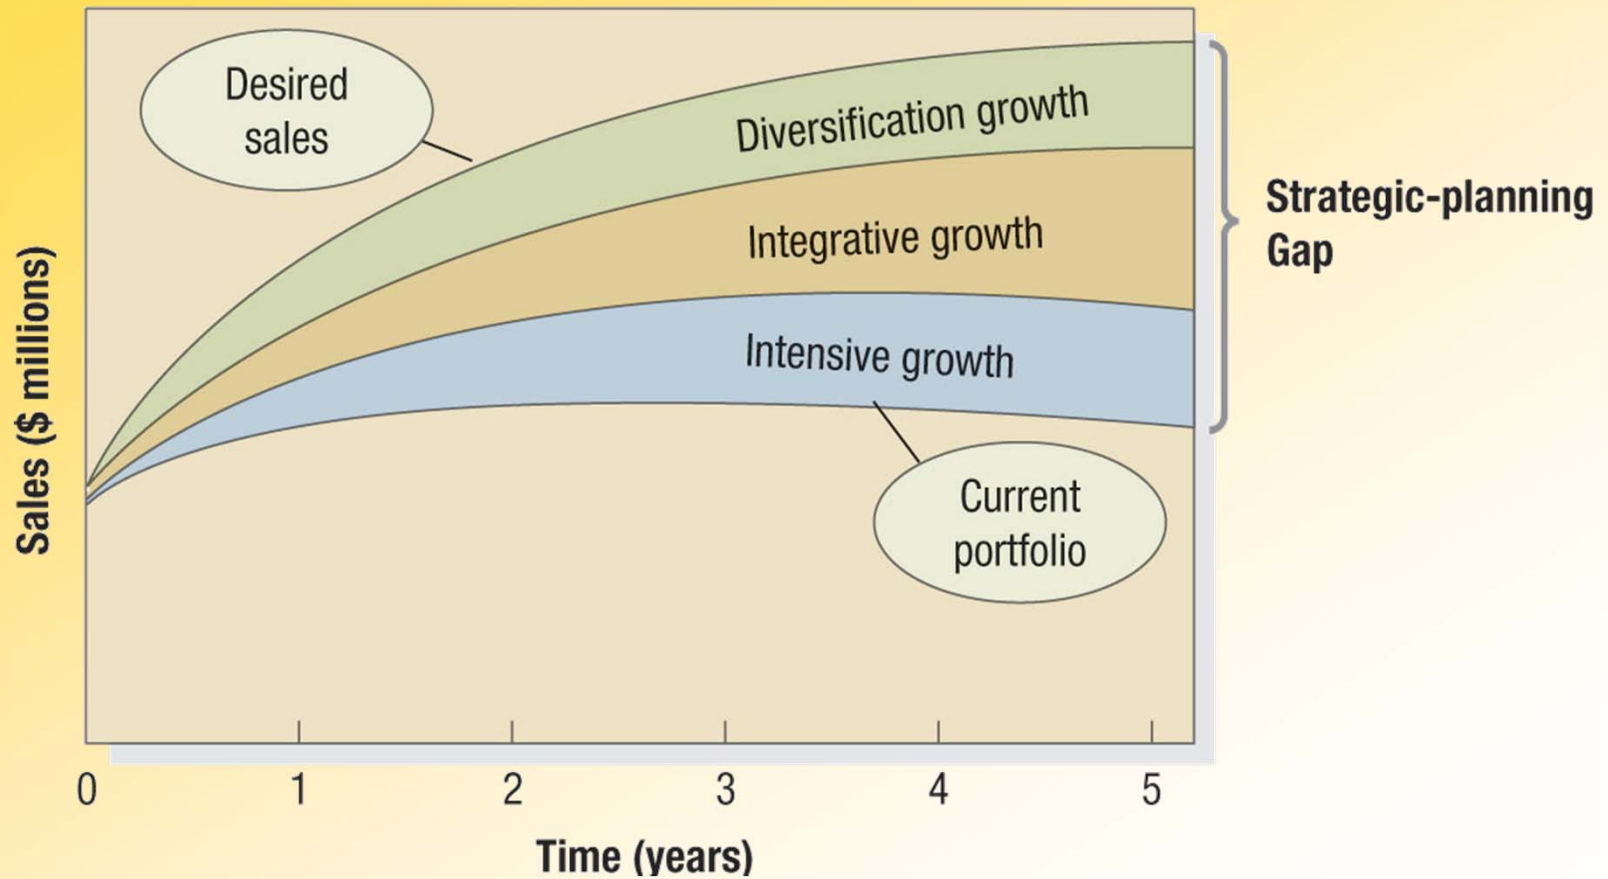 Desired
sales
Diversification growth
Integrative growth
Intensive growth
Strategic-planning
Gap
Current
portfolio
Sales ($ millions)
0 1 2 3 4 5
Time (years)